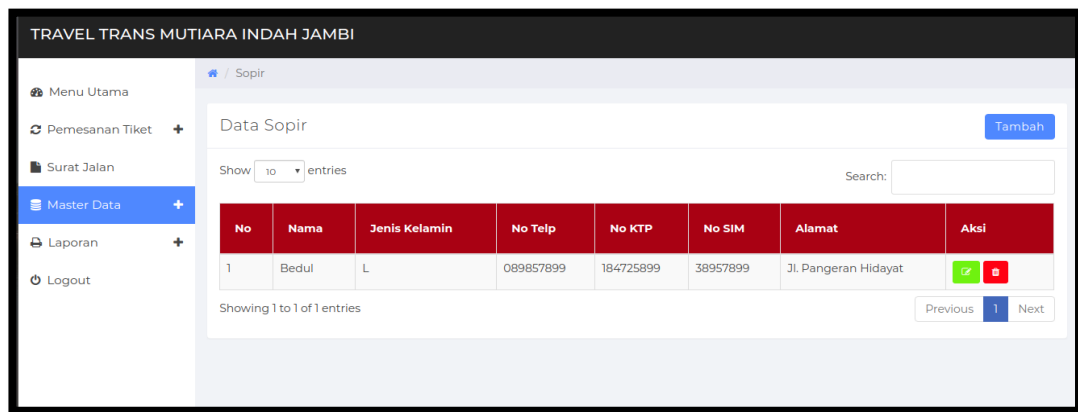 TRAVEL TRANS MUTIARA INDAH JAMBI
/ Sopir
Menu Utama
Pemesanan Tiket
Surat Jalan
Master Data
Laporan
Logout
Data Sopir
Tambah
Show 10 entries
Search:
No Nama Jenis Kelamin No Telp No KTP No SIM Alamat Aksi
1 Bedul L 089857899 184725899 38957899 Jl. Pangeran Hidayat
Showing 1 to 1 of 1 entries
Previous 1 Next